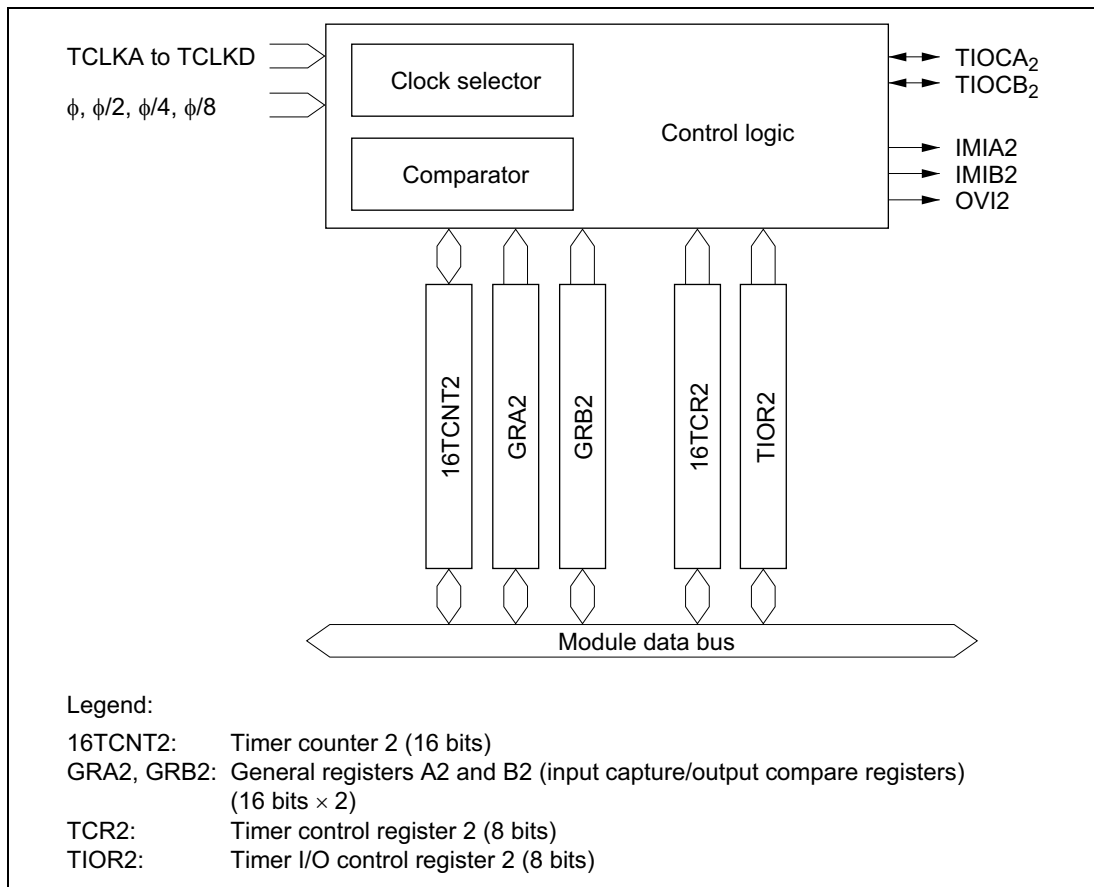 TCLKA to TCLKD
ϕ, ϕ/2, ϕ/4, ϕ/8
Clock selector
Comparator
Control logic
TIOCA2
TIOCB2
IMIA2
IMIB2
OVI2
16TCNT2
GRA2
GRB2
16TCR2
TIOR2
Module data bus
Legend:
16TCNT2: Timer counter 2 (16 bits)
GRA2, GRB2: General registers A2 and B2 (input capture/output compare registers)
(16 bits × 2)
TCR2: Timer control register 2 (8 bits)
TIOR2: Timer I/O control register 2 (8 bits)